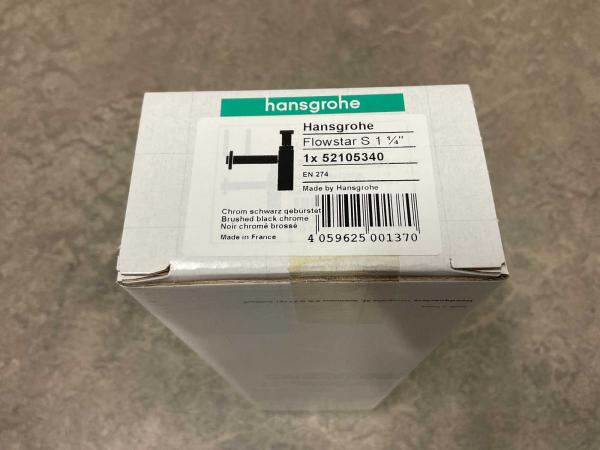 hansgrohe
Hansgrohe
Flowstar S 1 ¼"
1x 52105340
EN 274
Made by Hansgrohe
Chrom schwarz gebürstet
Brushed black chrome
Noir chromé brossé
Made in France
4 059625 001370